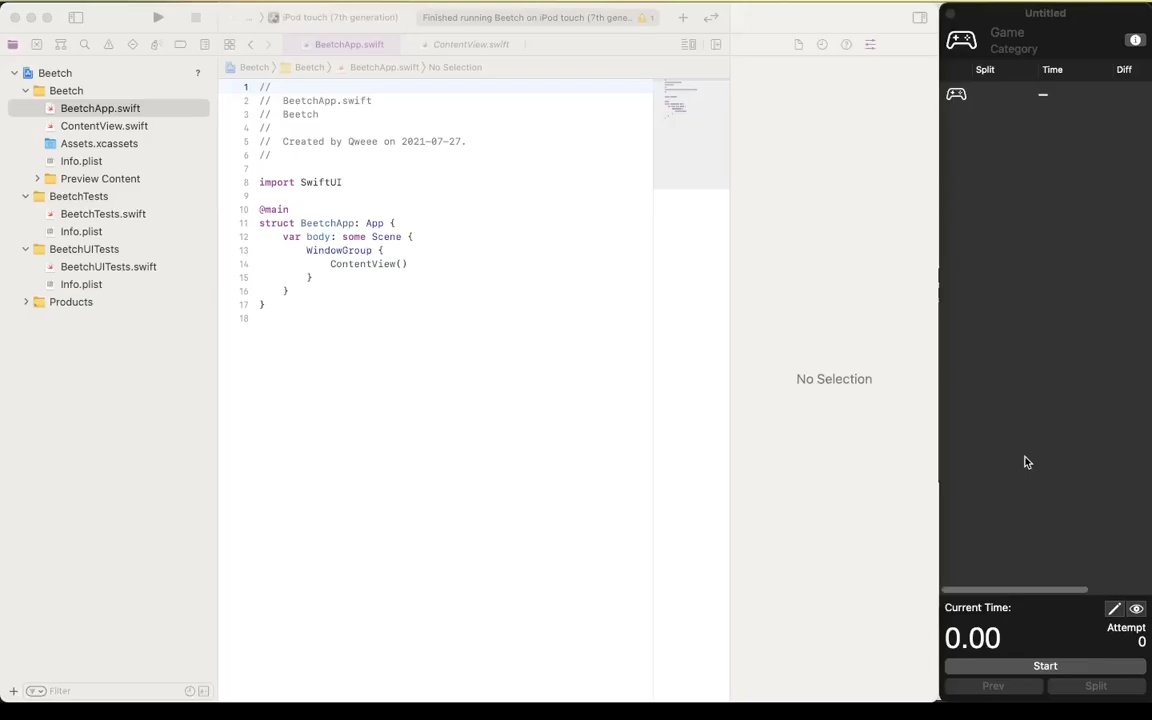 iPod touch (7th generation)
Finished running Beetch on iPod touch (7th gene... 1
BeetchApp.swift
ContentView.swift
Beetch 〉 Beetch 〉 BeetchApp.swift 〉 No Selection
Beetch ?
Beetch
BeetchApp.swift
ContentView.swift
Assets.xcassets
Info.plist
Preview Content
BeetchTests
BeetchTests.swift
Info.plist
BeetchUITests
BeetchUITests.swift
Info.plist
Products
Filter
1 //
2 // BeetchApp.swift
3 // Beetch
4 //
5 // Created by Qweee on 2021-07-27.
6 //
7
8 import SwiftUI
9
10 @main
11 struct BeetchApp: App {
12 var body: some Scene {
13 WindowGroup {
14 ContentView()
15 }
16 }
17 }
18
No Selection
Untitled
Game
Category
Split Time Diff
–
Current Time:
0.00
Attempt
0
Start
Prev Split